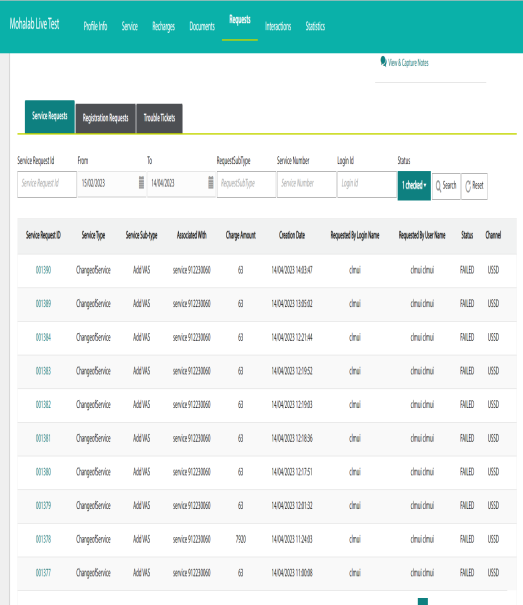 Mohalab Live Test
Profile Info Service Recharges Documents Requests Interactions Statistics
View & Capture Notes
Service Requests Registration Requests Trouble Tickets
Service Request Id From To RequestSubType Service Number Login Id Status
Service Request Id 15/02/2023 14/04/2023 RequestSubType Service Number Login Id 1 checked Search Reset
Service Request ID Service Type Service Sub-type Associated With Charge Amount Creation Date Requested By Login Name Requested By User Name Status Channel
001390 ChangeofService Add VAS service 912230060 63 14/04/2023 14:03:47 clmui clmui clmui FAILED USSD
001389 ChangeofService Add VAS service 912230060 63 14/04/2023 13:05:02 clmui clmui clmui FAILED USSD
001384 ChangeofService Add VAS service 912230060 63 14/04/2023 12:21:44 clmui clmui clmui FAILED USSD
001383 ChangeofService Add VAS service 912230060 63 14/04/2023 12:19:52 clmui clmui clmui FAILED USSD
001382 ChangeofService Add VAS service 912230060 63 14/04/2023 12:19:03 clmui clmui clmui FAILED USSD
001381 ChangeofService Add VAS service 912230060 63 14/04/2023 12:18:36 clmui clmui clmui FAILED USSD
001380 ChangeofService Add VAS service 912230060 63 14/04/2023 12:17:51 clmui clmui clmui FAILED USSD
001379 ChangeofService Add VAS service 912230060 63 14/04/2023 12:01:32 clmui clmui clmui FAILED USSD
001378 ChangeofService Add VAS service 912230060 7920 14/04/2023 11:24:03 clmui clmui clmui FAILED USSD
001377 ChangeofService Add VAS service 912230060 63 14/04/2023 11:00:08 clmui clmui clmui FAILED USSD